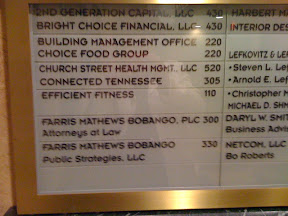 2ND GENERATION CAPITAL, LLC 430
BRIGHT CHOICE FINANCIAL, LLC. 430
BUILDING MANAGEMENT OFFICE 220
CHOICE FOOD GROUP 220
CHURCH STREET HEALTH MGMT., LLC 520
CONNECTED TENNESSEE 305
EFFICIENT FITNESS 110
FARRIS MATHEWS BOBANGO, PLC 300
Attorneys at Law
FARRIS MATHEWS BOBANGO 330
Public Strategies, LLC
HERBERT
INTERIOR DES
LEFKOVITZ & LE
• Steven L. Lef
• Arnold E. Lef
• Christopher M
MICHAEL D. SHM
DARYL W. SMIT
Business Advis
NETCOM, LLC
Bo Roberts